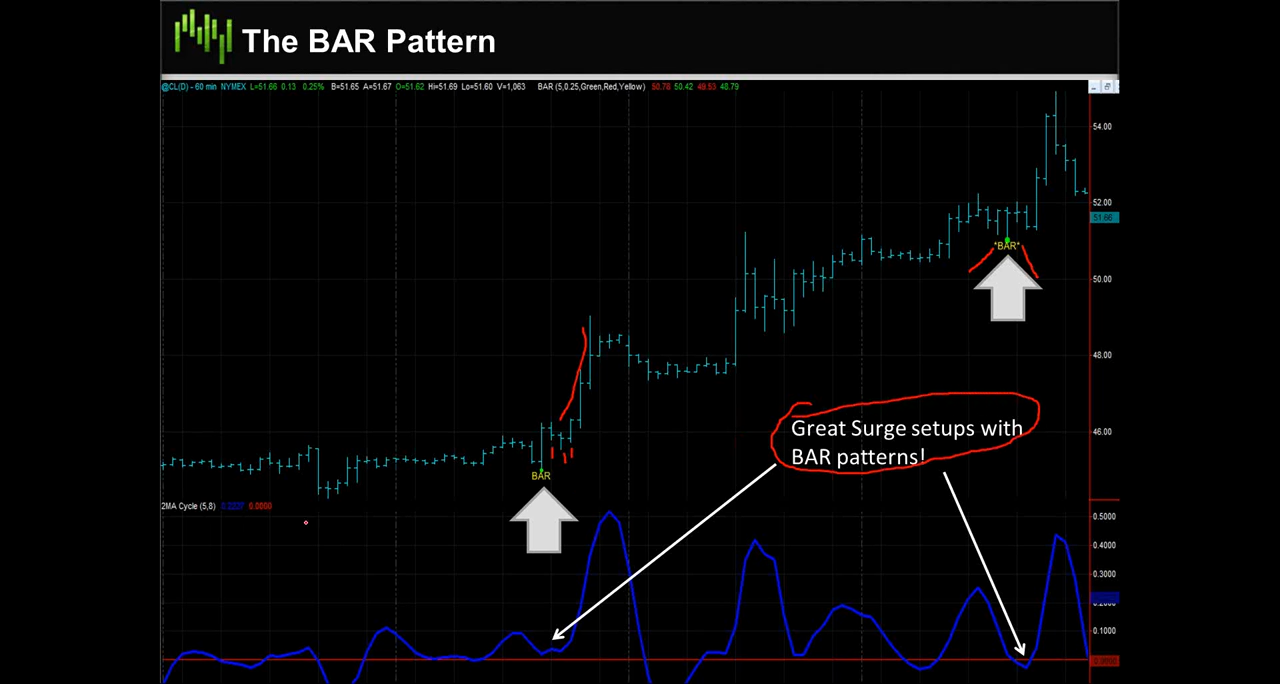 The BAR Pattern
@CL(D) - 60 min NYMEX L=51.66 0.13 0.25% B=51.65 A=51.67 O=51.62 Hi=51.69 Lo=51.60 V=1,063 BAR (5,0.25,Green,Red,Yellow) 50.78 50.42 49.53 48.79
54.00
52.00
51.66
*BAR*
50.00
48.00
Great Surge setups with
BAR patterns!
46.00
BAR
2MA Cycle (5,8) 0.0000
0.5000
0.4000
0.3000
0.2000
0.1000